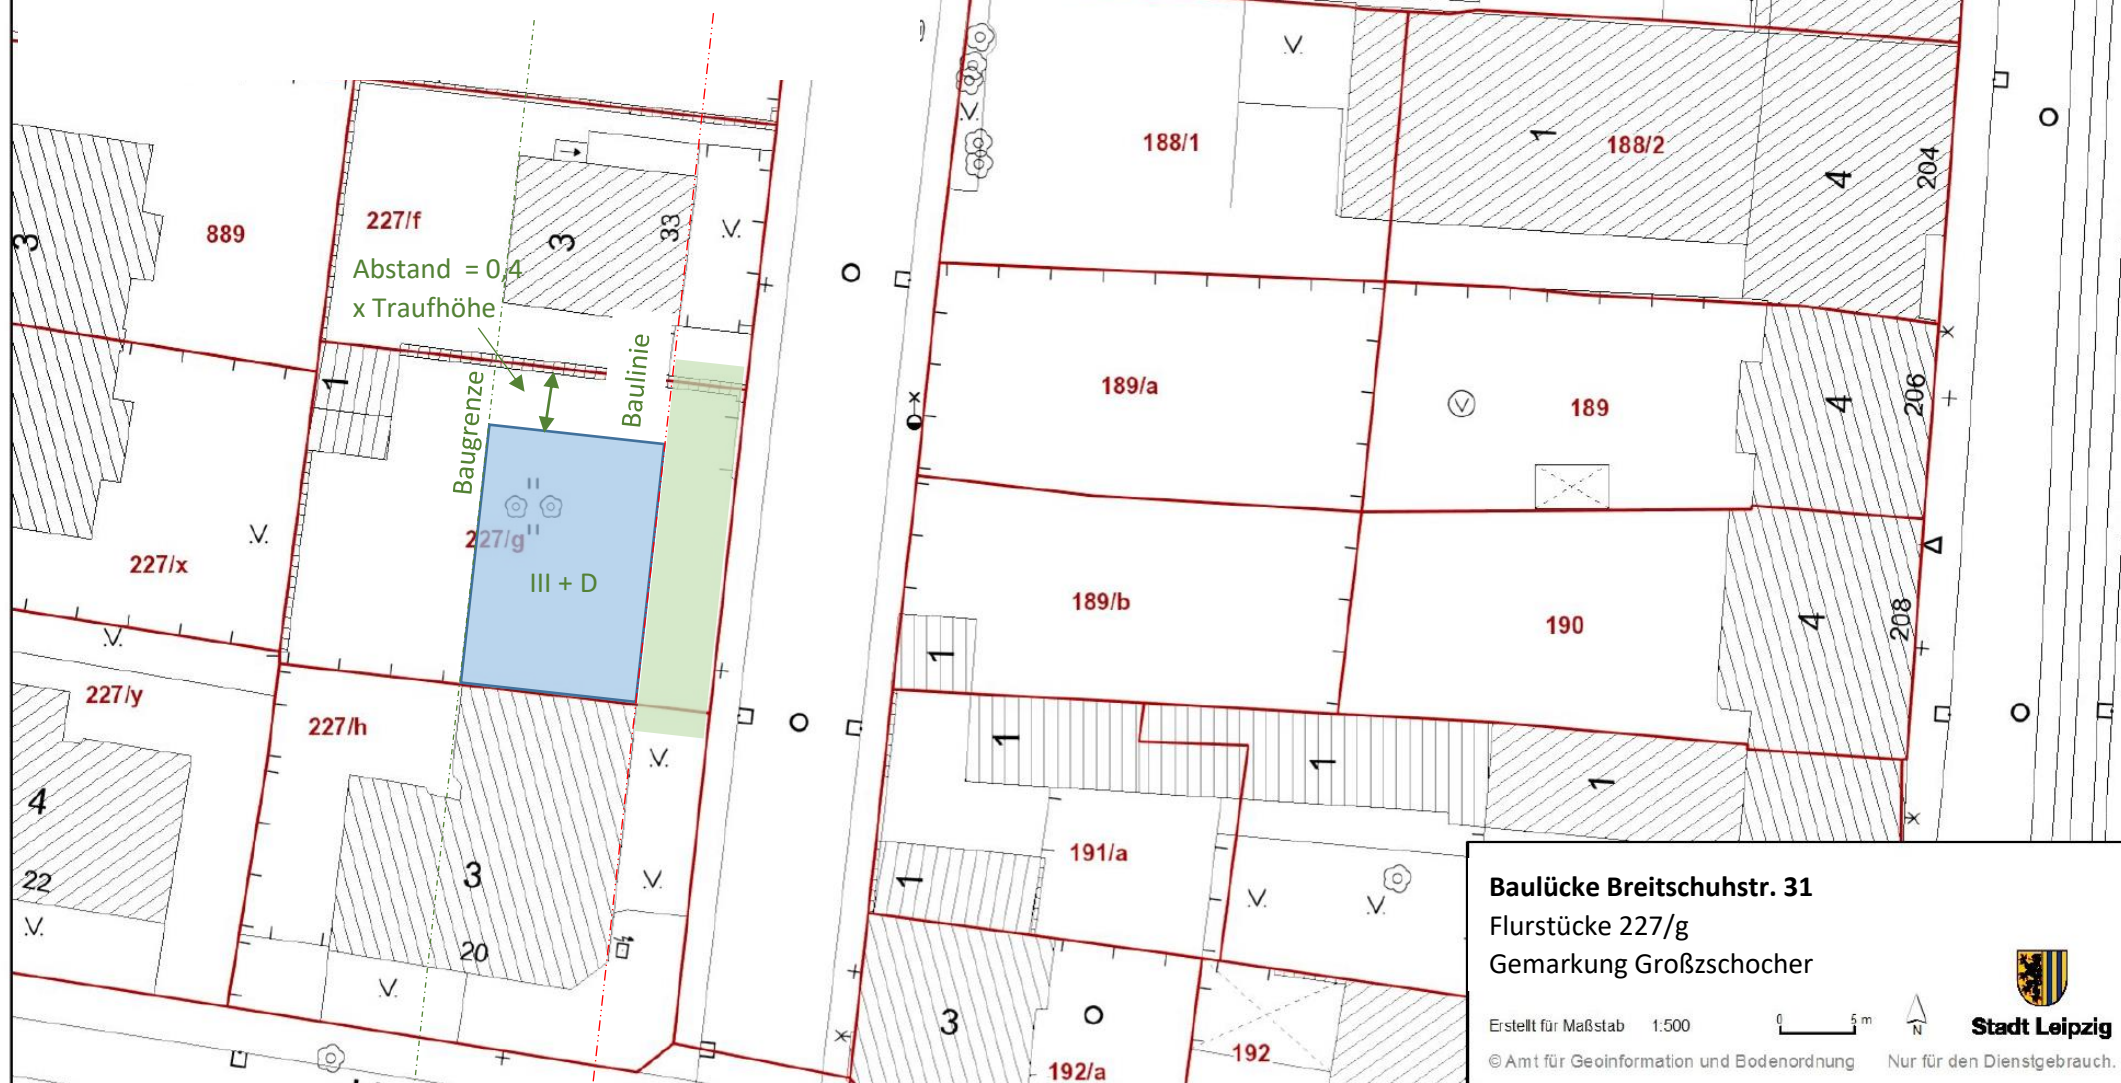 188/1
188/2
1
4
204
889
3
227/f
3
33
Abstand = 0,4
x Traufhöhe
Baulinie
Baugrenze
1
189/a
189
4
206
227/g
III + D
227/x
189/b
190
1
4
208
227/y
227/h
4
22
3
20
1
1
1
191/a
1
3
192/a
192
Baulücke Breitschuhstr. 31
Flurstücke 227/g
Gemarkung Großzschocher
Erstellt für Maßstab 1:500
0 5 m
N
Stadt Leipzig
© Amt für Geoinformation und Bodenordnung Nur für den Dienstgebrauch.